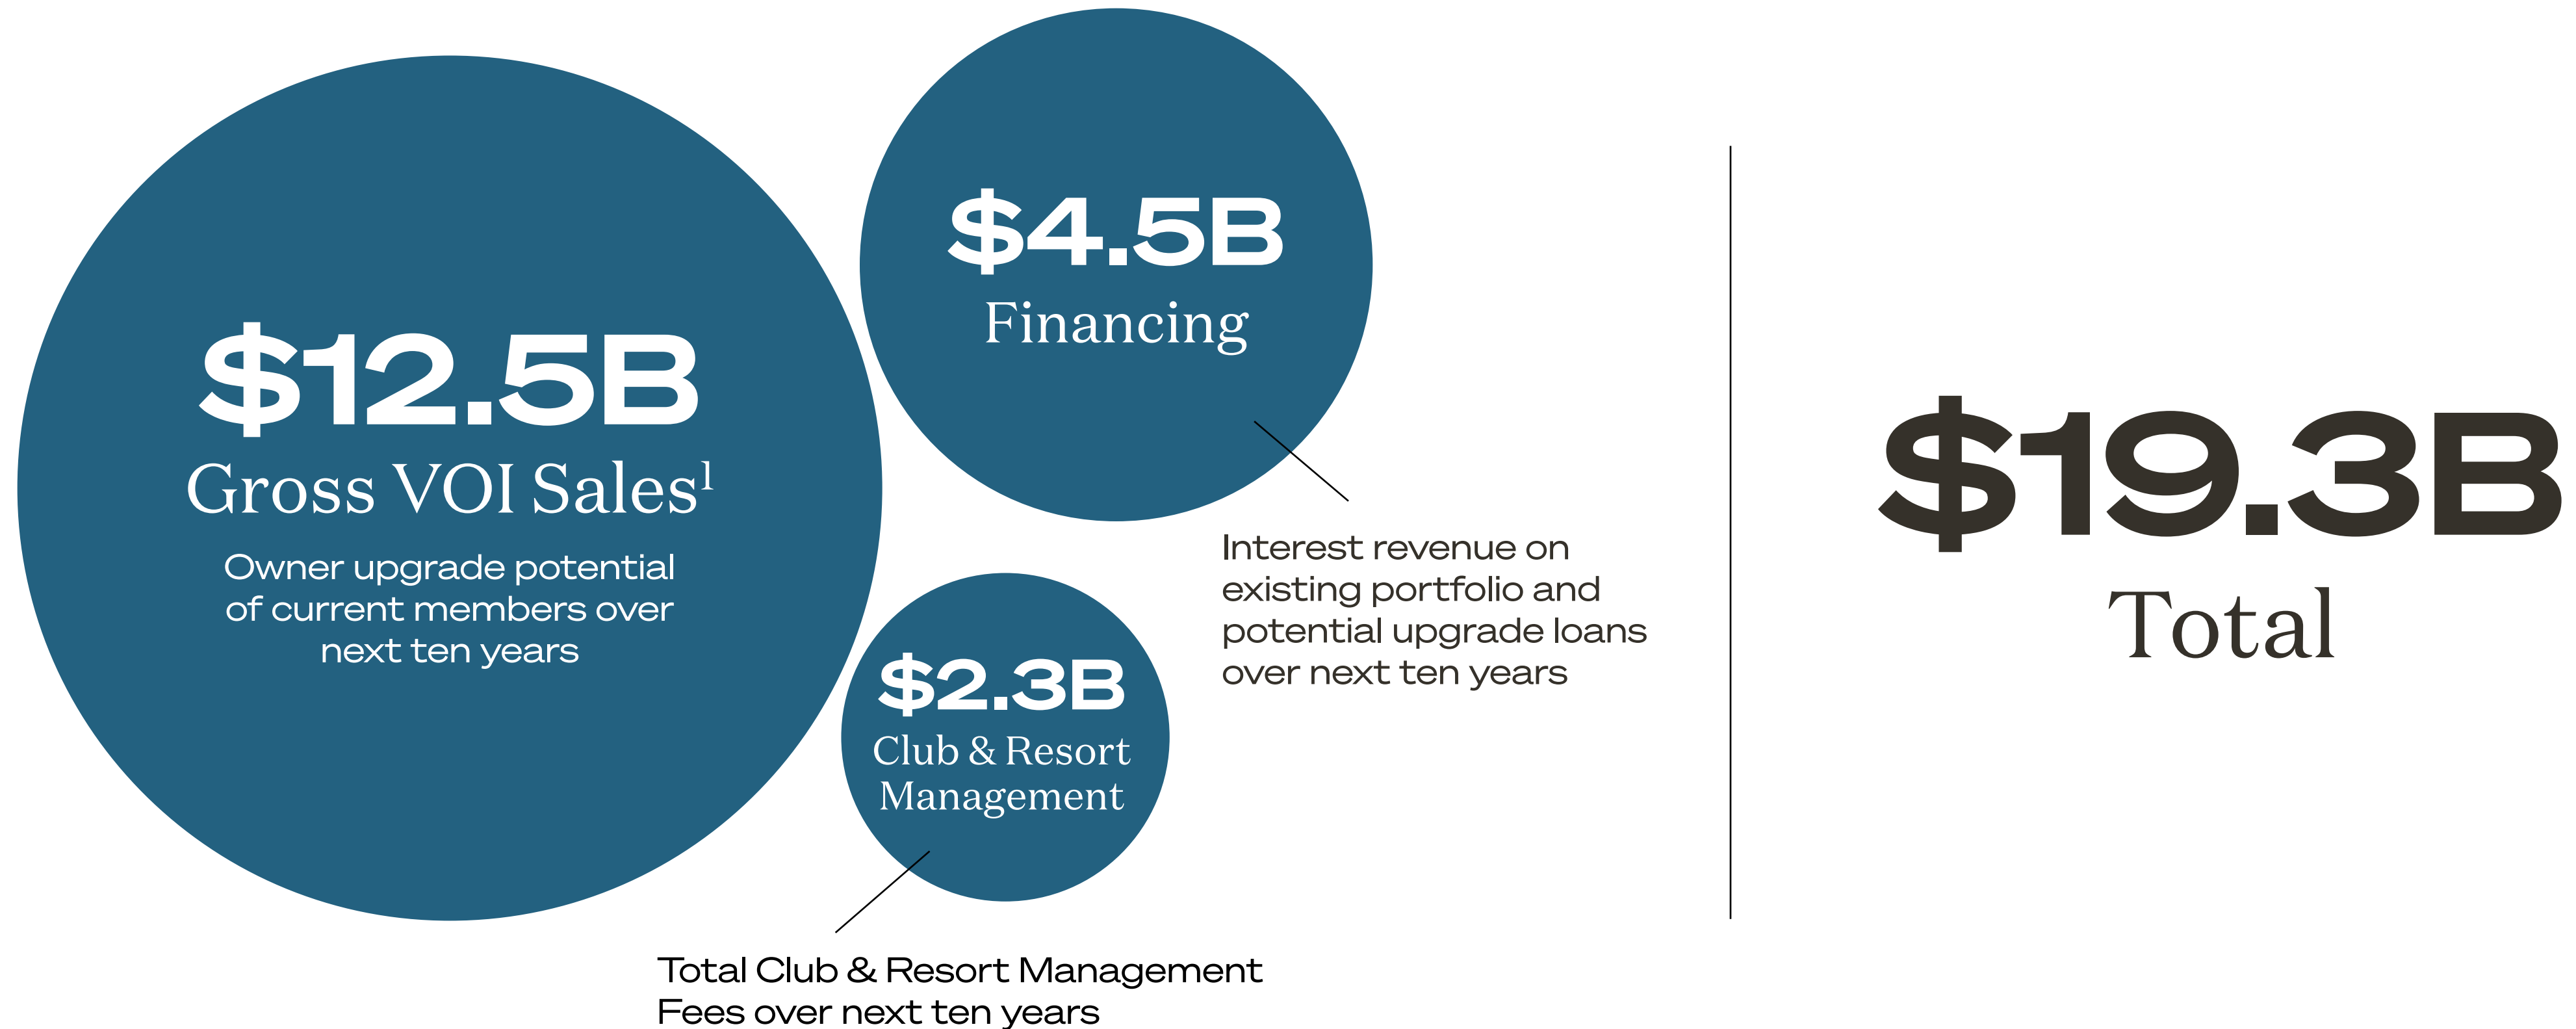 $12.5B
Gross VOI Sales¹
Owner upgrade potential
of current members over
next ten years
$4.5B
Financing
Interest revenue on
existing portfolio and
potential upgrade loans
over next ten years
$2.3B
Club & Resort
Management
Total Club & Resort Management
Fees over next ten years
$19.3B
Total